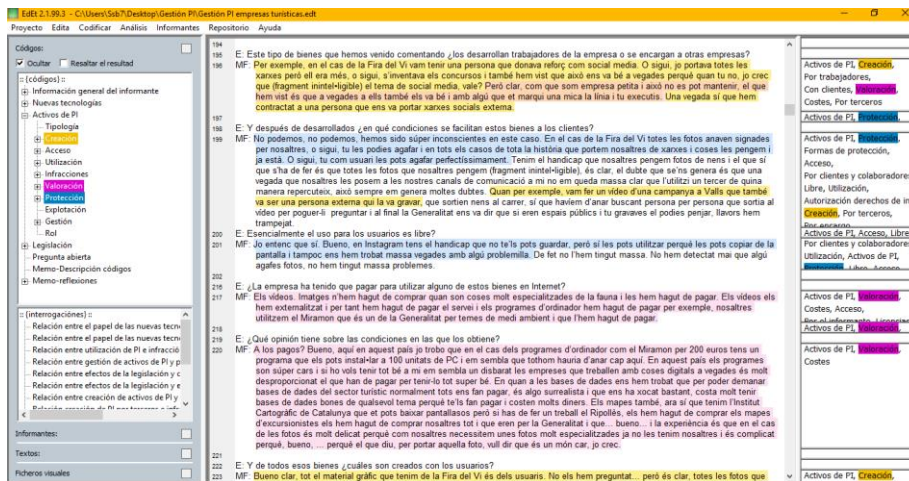 EdEt 2.1.99.3 - C:\Users\Ssb7\Desktop\Gestión PI\Gestión PI empresas turísticas.edt
Proyecto Edita Codificar Análisis Informantes Repositorio Ayuda
Códigos:
Ocultar Resaltar el resultad
:: {códigos} ::
Información general del informante
Nuevas tecnologías
Activos de PI
Tipología
Creación
Acceso
Utilización
Infracciones
Valoración
Protección
Explotación
Gestión
Rol
Legislación
Pregunta abierta
Memo-Descripción códigos
Memo-reflexiones
:: {interrogaciones} ::
Relación entre el papel de las nuevas tecn
Relación entre utilización de PI e infracció
Relación entre gestión de activos de PI y p
Relación entre efectos de la legislación y c
Relación entre efectos de la legislación y e
Relación entre creación de activos de PI y
Informantes:
Textos:
Ficheros visuales
194
195 E: Este tipo de bienes que hemos venido comentando ¿los desarrollan trabajadores de la empresa o se encargan a otras empresas?
196 MF: Per exemple, en el cas de la Fira del Vi vam tenir una persona que donava reforç com social media. O sigui, jo portava totes les
xarxes però ell era més, o sigui, s'inventava els concursos i també hem vist que això ens va bé a vegades perquè quan tu no, jo crec
que (fragment inintel•ligible) el temps de social media, vale? Però clar, com som empresa petita i això no es pot mantenir, el que
hem vist és que a vegades a ells també els va bé i amb algú que et marqui una mica la línia i tu executis. Una vegada sí que hem
contractat a una persona que ens va portar xarxes socials externa.
197
198 E: Y después de desarrollados ¿en qué condiciones se facilitan estos bienes a los clientes?
199 MF: No podemos, no podemos, hemos sido súper inconscientes en este caso. En el cas de la Fira del Vi totes les fotos anaven signades
per nosaltres, o sigui, tu les podies agafar i en tots els casos de tota la història que portem nosaltres de xarxes i coses les pengem i
ja está. O sigui, tu com usuari les pots agafar perfectíssimament. Tenim el handicap que nosaltres pengem fotos de nens i el que sí
que s'ha de fer és que totes les fotos que nosaltres pengem (fragment inintel•ligible), és clar, el dubte que se'ns genera és que una
vegada que nosaltres les posem a les nostres canals de comunicació a mi no em queda massa clar que l'utilitzi un tercer de quina
manera repercuteix, això sempre em genera moltes dubtes. Quan per exemple, vam fer un vídeo d'una campanya a Valls que també
va ser una persona externa qui la va gravar, que sortien nens al carrer, sí que havíem d'anar buscant persona per persona que sortia al
vídeo per poguer-li preguntar i al final la Generalitat ens va dir que si eren espais públics i tu graves el podies penjar, llavors hem
trampejat.
200 E: Esencialmente el uso para los usuarios es libre?
201 MF: Jo entenc que sí. Bueno, en Instagram tens el handicap que no te'ls pots guardar, però sí les pots utilitzar perquè les pots copiar de la
pantalla i tampoc ens hem trobat massa vegades amb algú problemilla. De fet no l'hem tingut massa. No hem detectat mai que algú
agafes fotos, no hem tingut massa problemes.
202
216 E: ¿La empresa ha tenido que pagar para utilizar alguno de estos bienes en Internet?
217 MF: Els vídeos. Imatges n'hem hagut de comprar quan son coses molt especialitzades de la fauna i les hem hagut de pagar. Els vídeos els
hem externalitzat i per tant hem hagut de pagar el servei i els programes d'ordinador hem hagut de pagar per exemple, nosaltres
utilitzem el Miramon que és un de la Generalitat per temes de medi ambient i que l'hem hagut de pagar.
218
219 E: ¿Qué opinión tiene sobre las condiciones en las que los obtiene?
220 MF: A los pagos? Bueno, aquí en aquest país jo trobo que en el cas dels programes d'ordinador com el Miramon per 200 euros tens un
programa que els pots instal•lar a 100 unitats de PC i em sembla que tothom hauria d'anar cap aquí. En aquest país els programes
son súper cars i si ho vols tenir tot bé a mi em sembla un disbarat les empreses que treballen amb coses digitals a vegades és molt
desproporcional el que han de pagar per tenir-lo tot super bé. En quan a les bases de dades ens hem trobat que per poder demanar
bases de dades del sector turístic normalment tots ens fan pagar, és algo surrealista i que ens ha xocat bastant, costa molt tenir
bases de dades bones de qualsevol tema perquè te'ls fan pagar i costen molts diners. Els mapes també, ara sí que tenim l'Institut
Cartogràfic de Catalunya que et pots baixar pantallasos però si has de fer un treball el Ripollès, els hem hagut de comprar els mapes
d'excursionistes els hem hagut de comprar nosaltres tot i que eren per la Generalitat i que... bueno... i la experiència és que en el cas
de les fotos és molt delicat perquè com nosaltres necessitem unes fotos molt especialitzades ja no les tenim nosaltres i és complicat
perquè, bueno, ... perquè el que diu, per portar aquella foto, vull dir que és un món car, jo crec.
221
222 E: Y de todos esos bienes ¿cuáles son creados con los usuarios?
223 MF: Bueno clar, tot el material gràfic que tenim de la Fira del Vi és dels usuaris. No els hem preguntat... però és clar, totes les fotos que
Activos de PI, Creación,
Por trabajadores,
Con clientes, Valoración,
Costes, Por terceros
Activos de PI, Protección,
Activos de PI, Protección,
Formas de protección,
Acceso,
Por clientes y colaboradores
Libre, Utilización,
Autorización derechos de in
Creación, Por terceros,
Por encargo
Activos de PI, Acceso, Libre
Por clientes y colaboradores
Utilización, Activos de PI,
Activos de PI, Valoración,
Costes, Acceso,
Activos de PI, Valoración,
Activos de PI, Valoración,
Costes
Activos de PI, Creación,